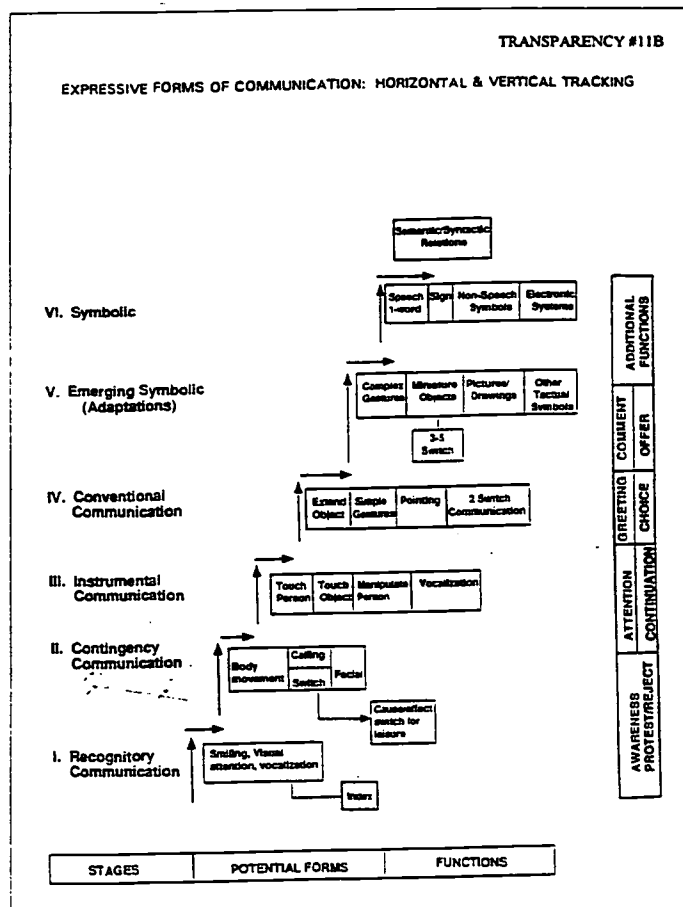 TRANSPARENCY #11B
EXPRESSIVE FORMS OF COMMUNICATION: HORIZONTAL & VERTICAL TRACKING
Semantic/Syntactic
Relations
VI. Symbolic
Speech
1-word
Sign
Non-Speech
Symbols
Electronic
Systems
V. Emerging Symbolic
(Adaptations)
Complex
Gestures
Miniature
Objects
Pictures/
Drawings
Other
Tactual
Symbols
3-5
Switch
IV. Conventional
Communication
Extend
Object
Simple
Gestures
Pointing
2 Switch
Communication
III. Instrumental
Communication
Touch
Person
Touch
Object
Manipulate
Person
Vocalization
II. Contingency
Communication
Body
movement
Calling
Switch
Facial
Cause/effect
switch for
leisure
I. Recognitory
Communication
Smiling, Visual
attention, vocalization
Index
ADDITIONAL
FUNCTIONS
COMMENT
OFFER
GREETING
CHOICE
ATTENTION
CONTINUATION
AWARENESS
PROTEST/REJECT
STAGES
POTENTIAL FORMS
FUNCTIONS